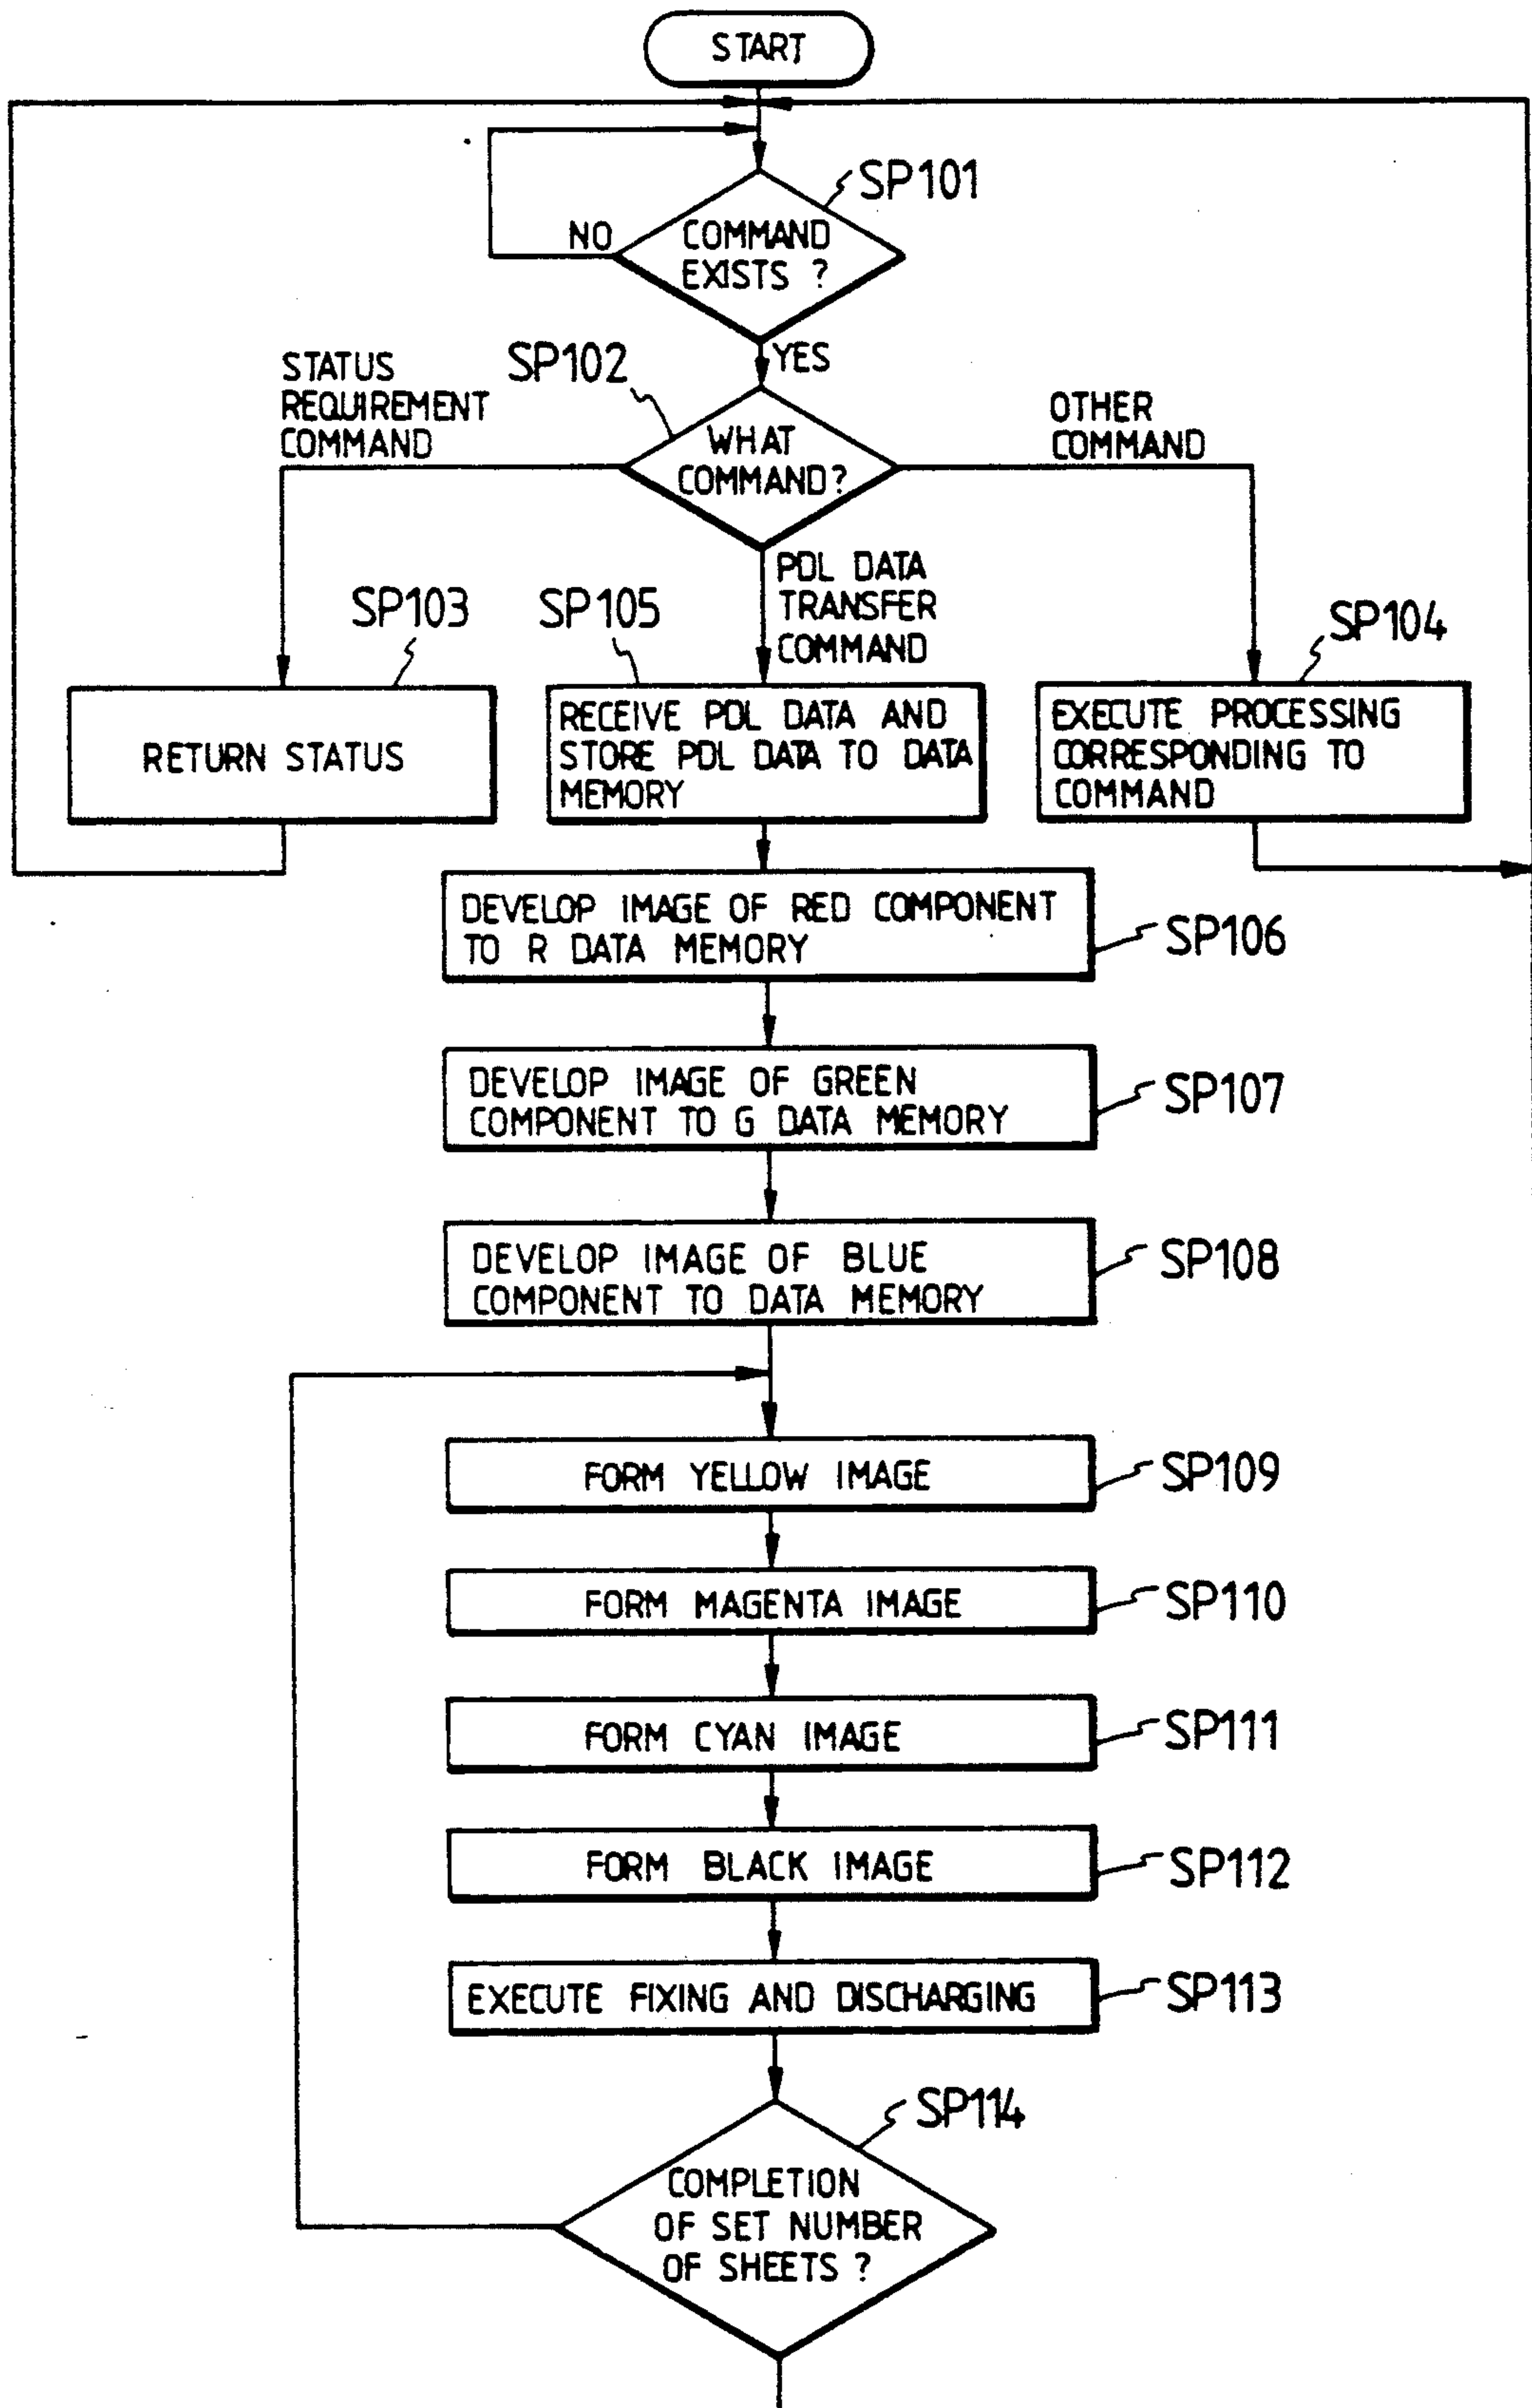 START
SP101
NO
COMMAND
EXISTS ?
YES
STATUS
REQUIREMENT
COMMAND
SP102
WHAT
COMMAND?
OTHER
COMMAND
PDL DATA
TRANSFER
COMMAND
SP103
RETURN STATUS
SP105
RECEIVE PDL DATA AND
STORE PDL DATA TO DATA
MEMORY
SP104
EXECUTE PROCESSING
CORRESPONDING TO
COMMAND
DEVELOP IMAGE OF RED COMPONENT
TO R DATA MEMORY
SP106
DEVELOP IMAGE OF GREEN
COMPONENT TO G DATA MEMORY
SP107
DEVELOP IMAGE OF BLUE
COMPONENT TO DATA MEMORY
SP108
FORM YELLOW IMAGE
SP109
FORM MAGENTA IMAGE
SP110
FORM CYAN IMAGE
SP111
FORM BLACK IMAGE
SP112
EXECUTE FIXING AND DISCHARGING
SP113
SP114
COMPLETION
OF SET NUMBER
OF SHEETS ?